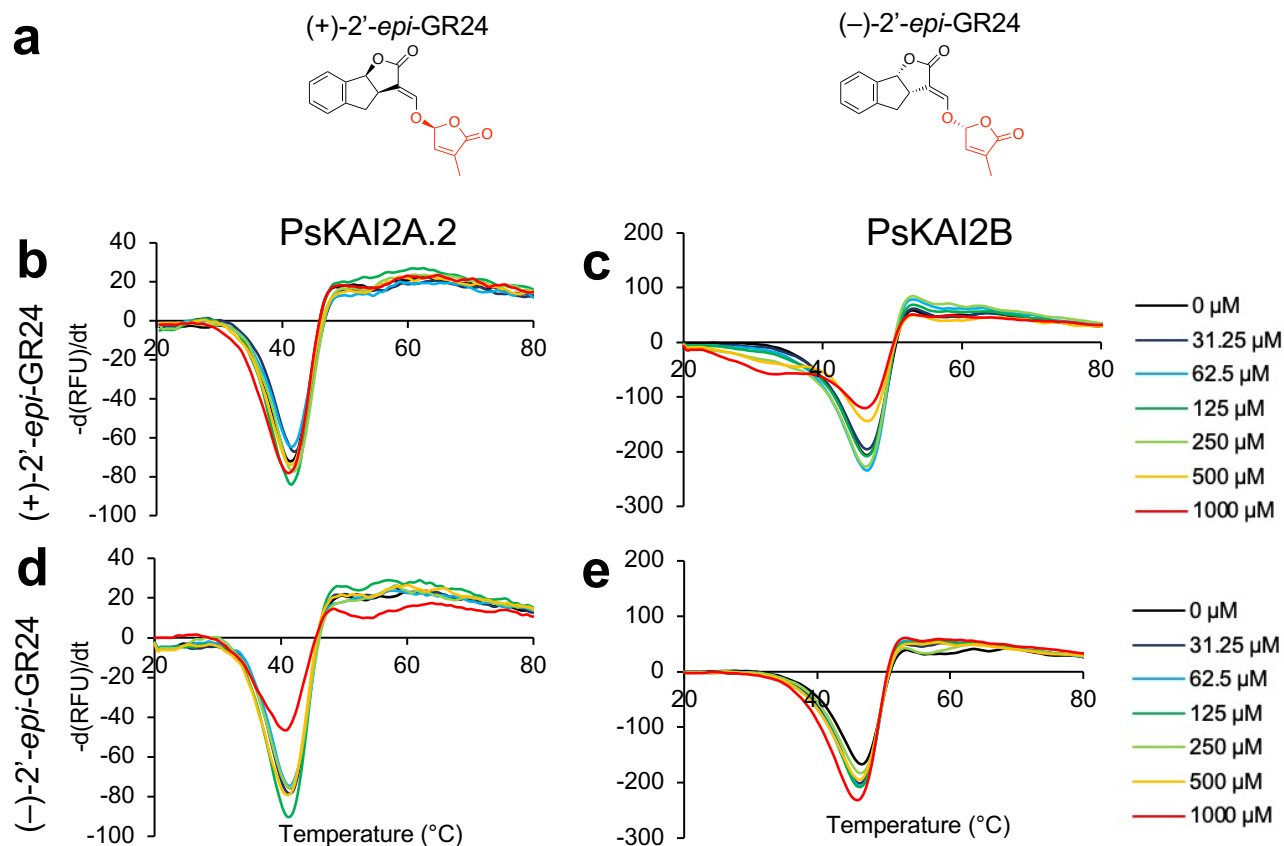 a
(+)-2’-epi-GR24
(–)-2’-epi-GR24
O
O
O
O
O
O
O
O
O
O
PsKAI2A.2
PsKAI2B
b
(+)-2’-epi-GR24
-d(RFU)/dt
40
20
0
-20
-40
-60
-80
-100
20
40
60
80
c
200
100
0
-100
-200
-300
20
40
60
80
0 µM
31.25 µM
62.5 µM
125 µM
250 µM
500 µM
1000 µM
d
(–)-2’-epi-GR24
-d(RFU)/dt
40
20
0
-20
-40
-60
-80
-100
20
40
60
80
Temperature (°C)
e
200
100
0
-100
-200
-300
20
40
60
80
Temperature (°C)
0 µM
31.25 µM
62.5 µM
125 µM
250 µM
500 µM
1000 µM